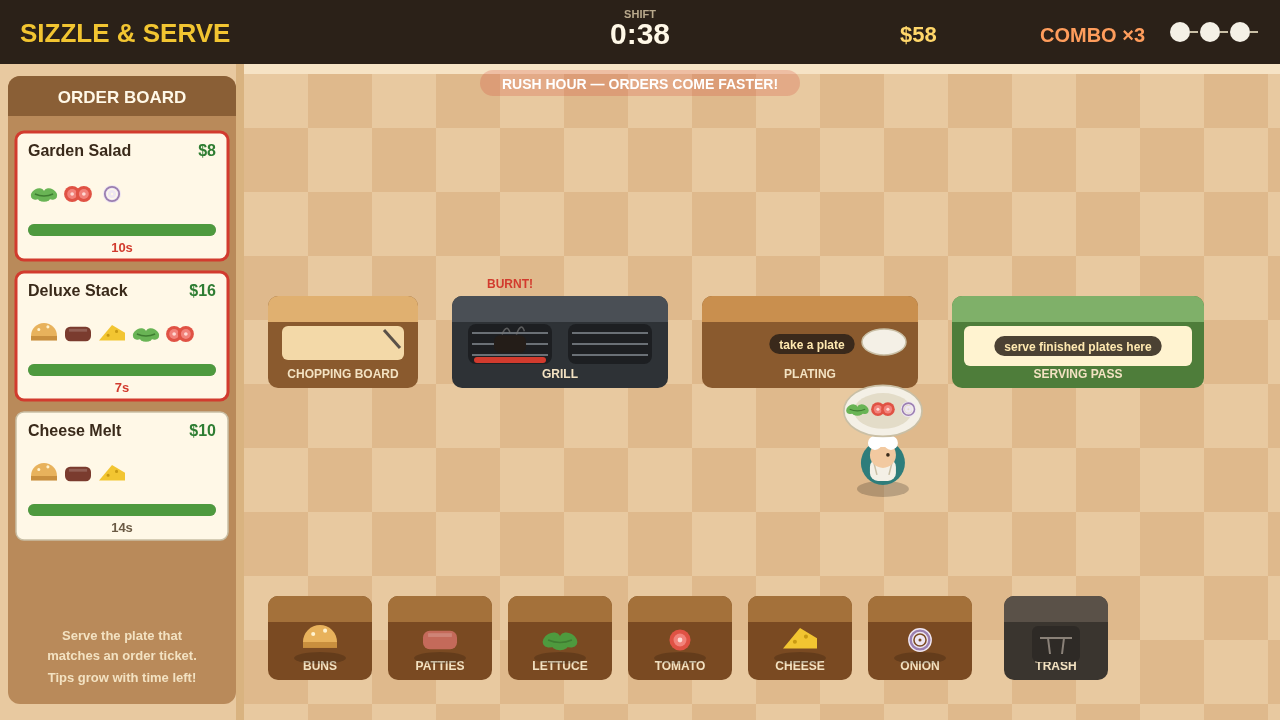 SIZZLE & SERVE
SHIFT
0:38
$58
COMBO ×3
RUSH HOUR — ORDERS COME FASTER!
ORDER BOARD
Garden Salad $8
10s
Deluxe Stack $16
7s
Cheese Melt $10
14s
Serve the plate that
matches an order ticket.
Tips grow with time left!
BURNT!
CHOPPING BOARD
GRILL
take a plate
PLATING
serve finished plates here
SERVING PASS
BUNS
PATTIES
LETTUCE
TOMATO
CHEESE
ONION
TRASH